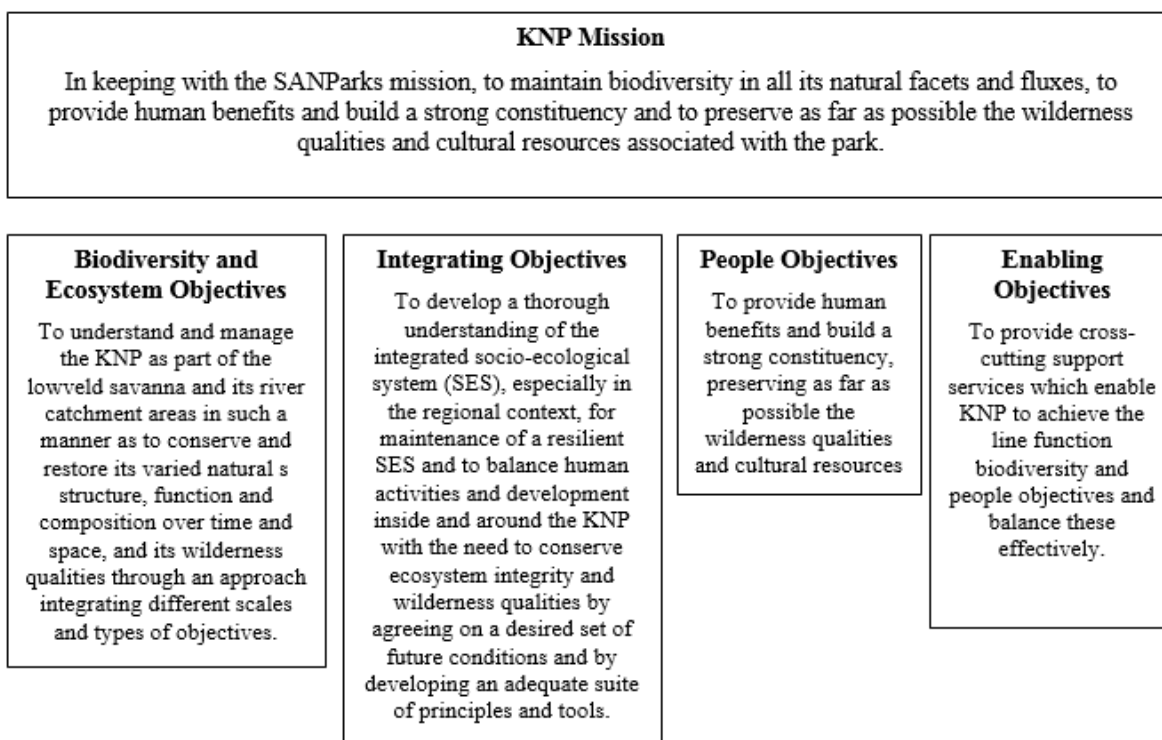 KNP Mission
In keeping with the SANParks mission, to maintain biodiversity in all its natural facets and fluxes, to
provide human benefits and build a strong constituency and to preserve as far as possible the wilderness
qualities and cultural resources associated with the park.
Biodiversity and
Ecosystem Objectives
To understand and manage
the KNP as part of the
lowveld savanna and its river
catchment areas in such a
manner as to conserve and
restore its varied natural s
structure, function and
composition over time and
space, and its wilderness
qualities through an approach
integrating different scales
and types of objectives.
Integrating Objectives
To develop a thorough
understanding of the
integrated socio-ecological
system (SES), especially in
the regional context, for
maintenance of a resilient
SES and to balance human
activities and development
inside and around the KNP
with the need to conserve
ecosystem integrity and
wilderness qualities by
agreeing on a desired set of
future conditions and by
developing an adequate suite
of principles and tools.
People Objectives
To provide human
benefits and build a
strong constituency,
preserving as far as
possible the
wilderness qualities
and cultural resources
Enabling
Objectives
To provide cross-
cutting support
services which enable
KNP to achieve the
line function
biodiversity and
people objectives and
balance these
effectively.